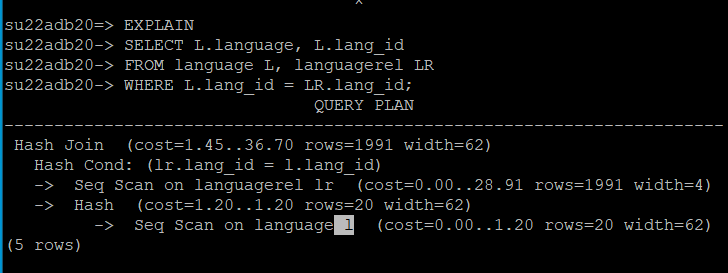 su22adb20=> EXPLAIN
su22adb20-> SELECT L.language, L.lang_id
su22adb20-> FROM language L, languagerel LR
su22adb20-> WHERE L.lang_id = LR.lang_id;
                               QUERY PLAN
------------------------------------------------------------------------
 Hash Join  (cost=1.45..36.70 rows=1991 width=62)
   Hash Cond: (lr.lang_id = l.lang_id)
   ->  Seq Scan on languagerel lr  (cost=0.00..28.91 rows=1991 width=4)
   ->  Hash  (cost=1.20..1.20 rows=20 width=62)
         ->  Seq Scan on language l  (cost=0.00..1.20 rows=20 width=62)
(5 rows)